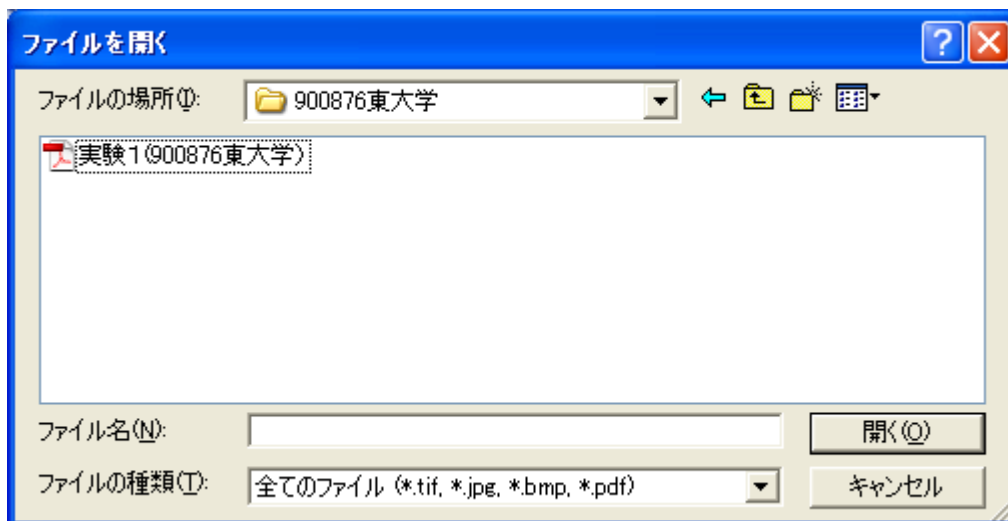 ファイルを開く
ファイルの場所(I): 900876東大学
実験1(900876東大学)
ファイル名(N): 開く(O)
ファイルの種類(T): 全てのファイル (*.tif, *.jpg, *.bmp, *.pdf) キャンセル